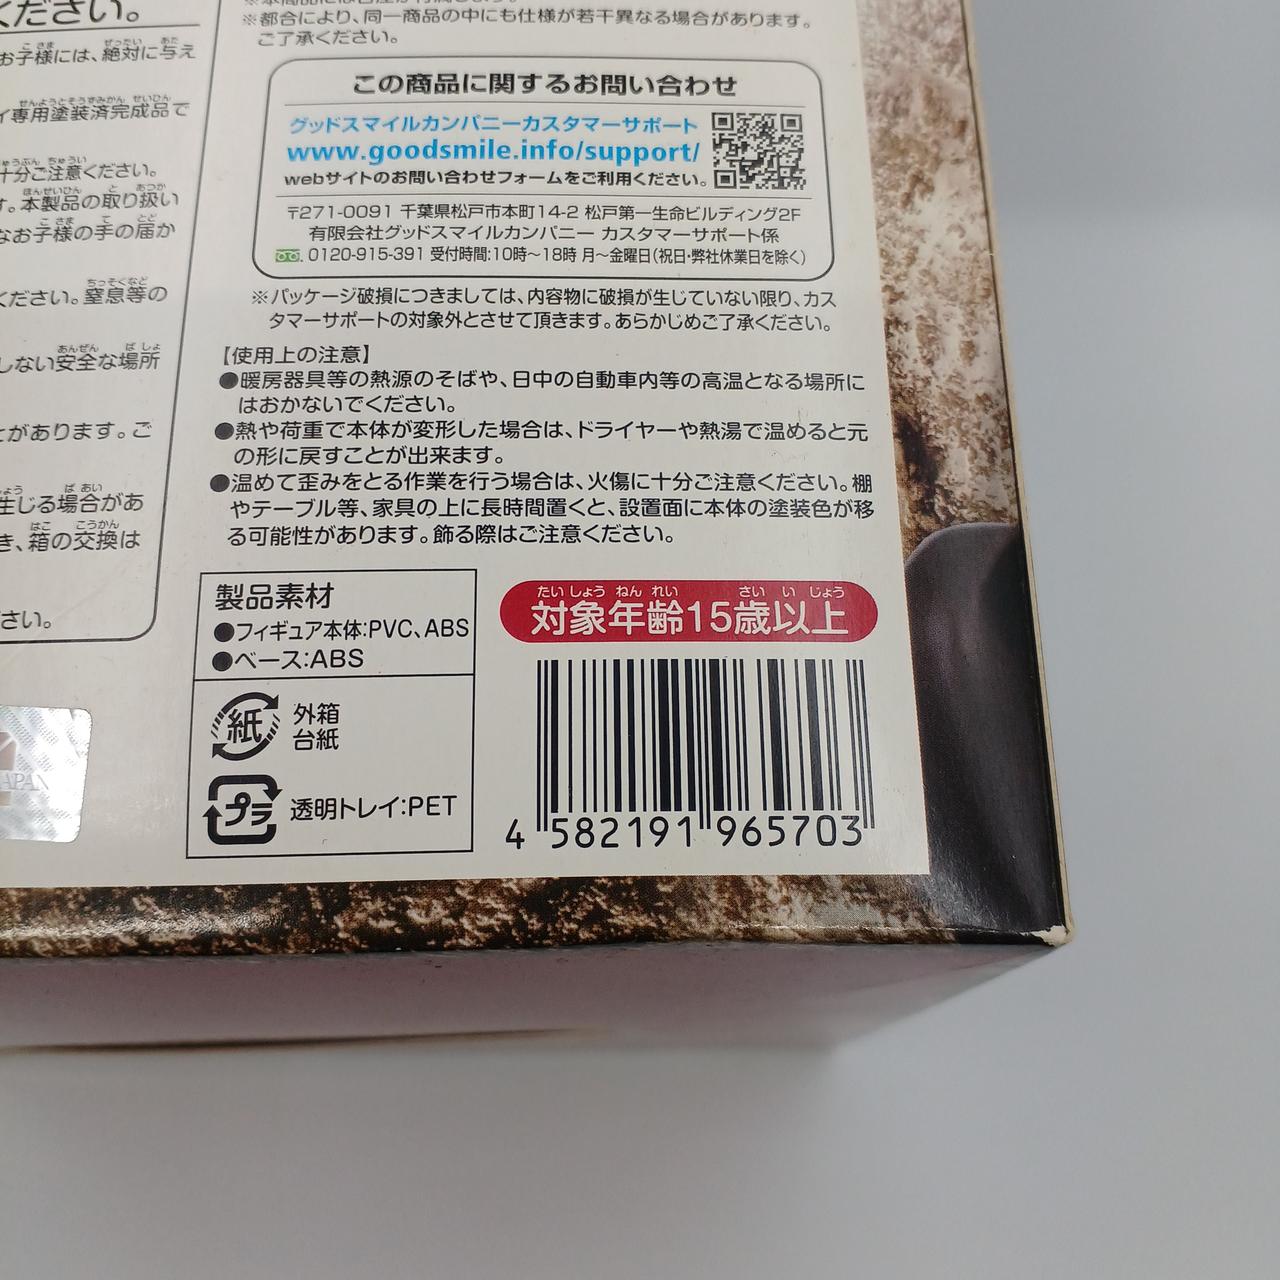 ください。
お子様には、絶対に与え
専用塗装済完成品で
十分ご注意ください。
す。本製品の取り扱い
なお子様の手の届か
ください。窒息等の
しない安全な場所
とがあります。ご
生じる場合があ
き、箱の交換は
さい。
JAPAN
※都合により、同一商品の中にも仕様が若干異なる場合があります。
ご了承ください。
この商品に関するお問い合わせ
グッドスマイルカンパニーカスタマーサポート
www.goodsmile.info/support/
webサイトのお問い合わせフォームをご利用ください。
〒271-0091 千葉県松戸市本町14-2 松戸第一生命ビルディング2F
有限会社グッドスマイルカンパニー カスタマーサポート係
0120-915-391 受付時間:10時～18時 月～金曜日(祝日・弊社休業日を除く)
※パッケージ破損につきましては、内容物に破損が生じていない限り、カス
タマーサポートの対象外とさせて頂きます。あらかじめご了承ください。
【使用上の注意】
●暖房器具等の熱源のそばや、日中の自動車内等の高温となる場所に
はおかないでください。
●熱や荷重で本体が変形した場合は、ドライヤーや熱湯で温めると元
の形に戻すことが出来ます。
●温めて歪みをとる作業を行う場合は、火傷に十分ご注意ください。棚
やテーブル等、家具の上に長時間置くと、設置面に本体の塗装色が移
る可能性があります。飾る際はご注意ください。
製品素材
●フィギュア本体:PVC、ABS
●ベース:ABS
紙
外箱
台紙
プラ
透明トレイ:PET
たいしょう ねん れい さい い じょう
対象年齢15歳以上
4 582191 965703